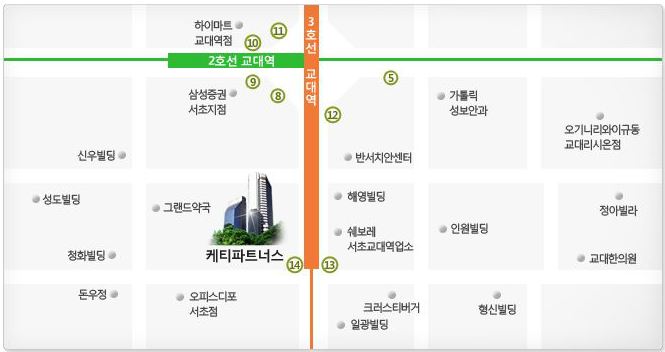 하이마트
교대역점
⑪
⑩
2호선 교대역
3호선 교대역
⑨
⑧
⑤
⑫
삼성증권
서초지점
가톨릭
성보안과
오기니리와이규동
교대리시온점
신우빌딩
반서치안센터
성도빌딩
그랜드약국
해영빌딩
정아빌라
쉐보레
서초교대역업소
인원빌딩
청화빌딩
케티파트너스
교대한의원
⑭
⑬
돈우정
오피스디포
서초점
크러스티버거
일광빌딩
형신빌딩